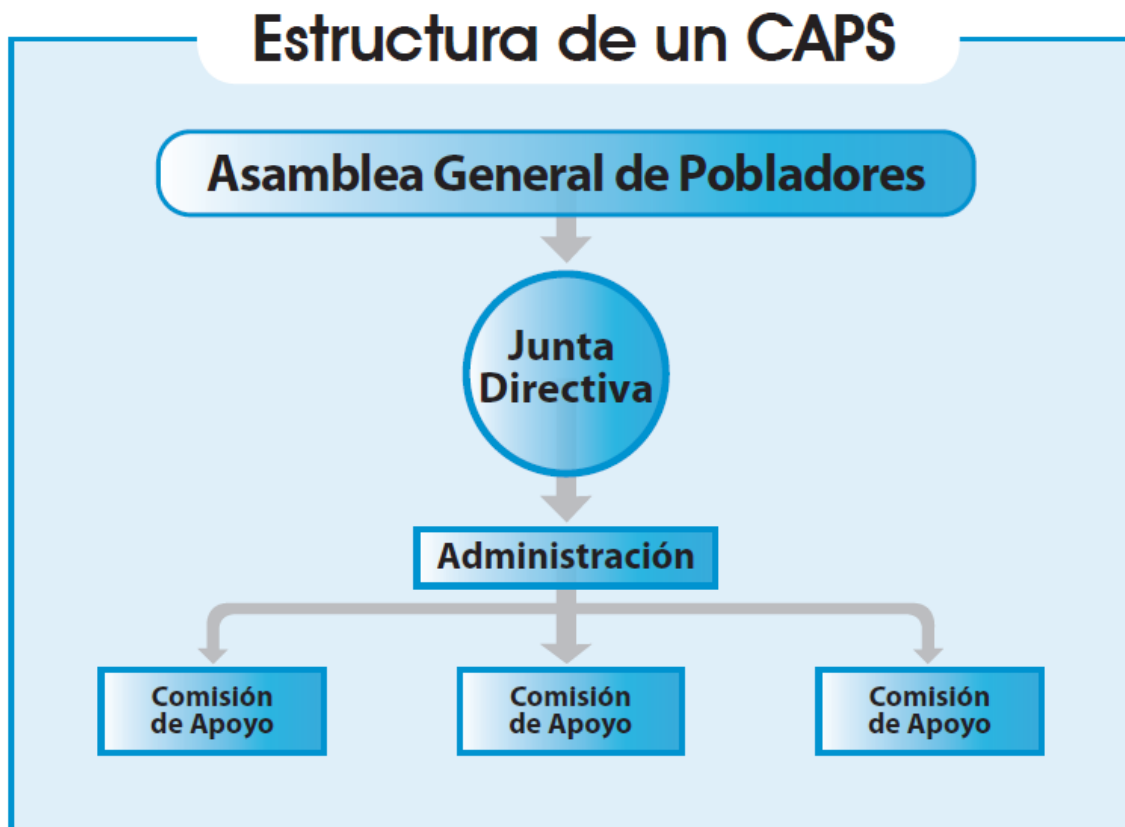 Estructura de un CAPS
Asamblea General de Pobladores
Junta
Directiva
Administración
Comisión
de Apoyo
Comisión
de Apoyo
Comisión
de Apoyo